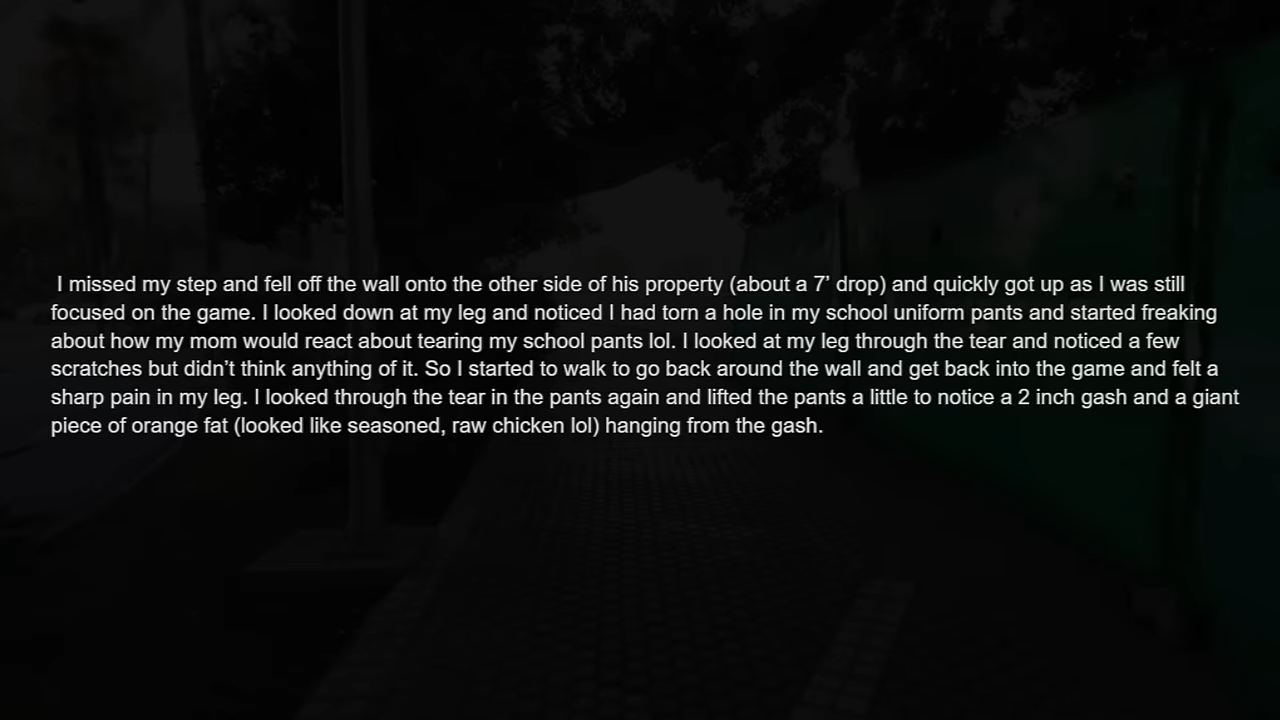 I missed my step and fell off the wall onto the other side of his property (about a 7' drop) and quickly got up as I was still
focused on the game. I looked down at my leg and noticed I had torn a hole in my school uniform pants and started freaking
about how my mom would react about tearing my school pants lol. I looked at my leg through the tear and noticed a few
scratches but didn't think anything of it. So I started to walk to go back around the wall and get back into the game and felt a
sharp pain in my leg. I looked through the tear in the pants again and lifted the pants a little to notice a 2 inch gash and a giant
piece of orange fat (looked like seasoned, raw chicken lol) hanging from the gash.